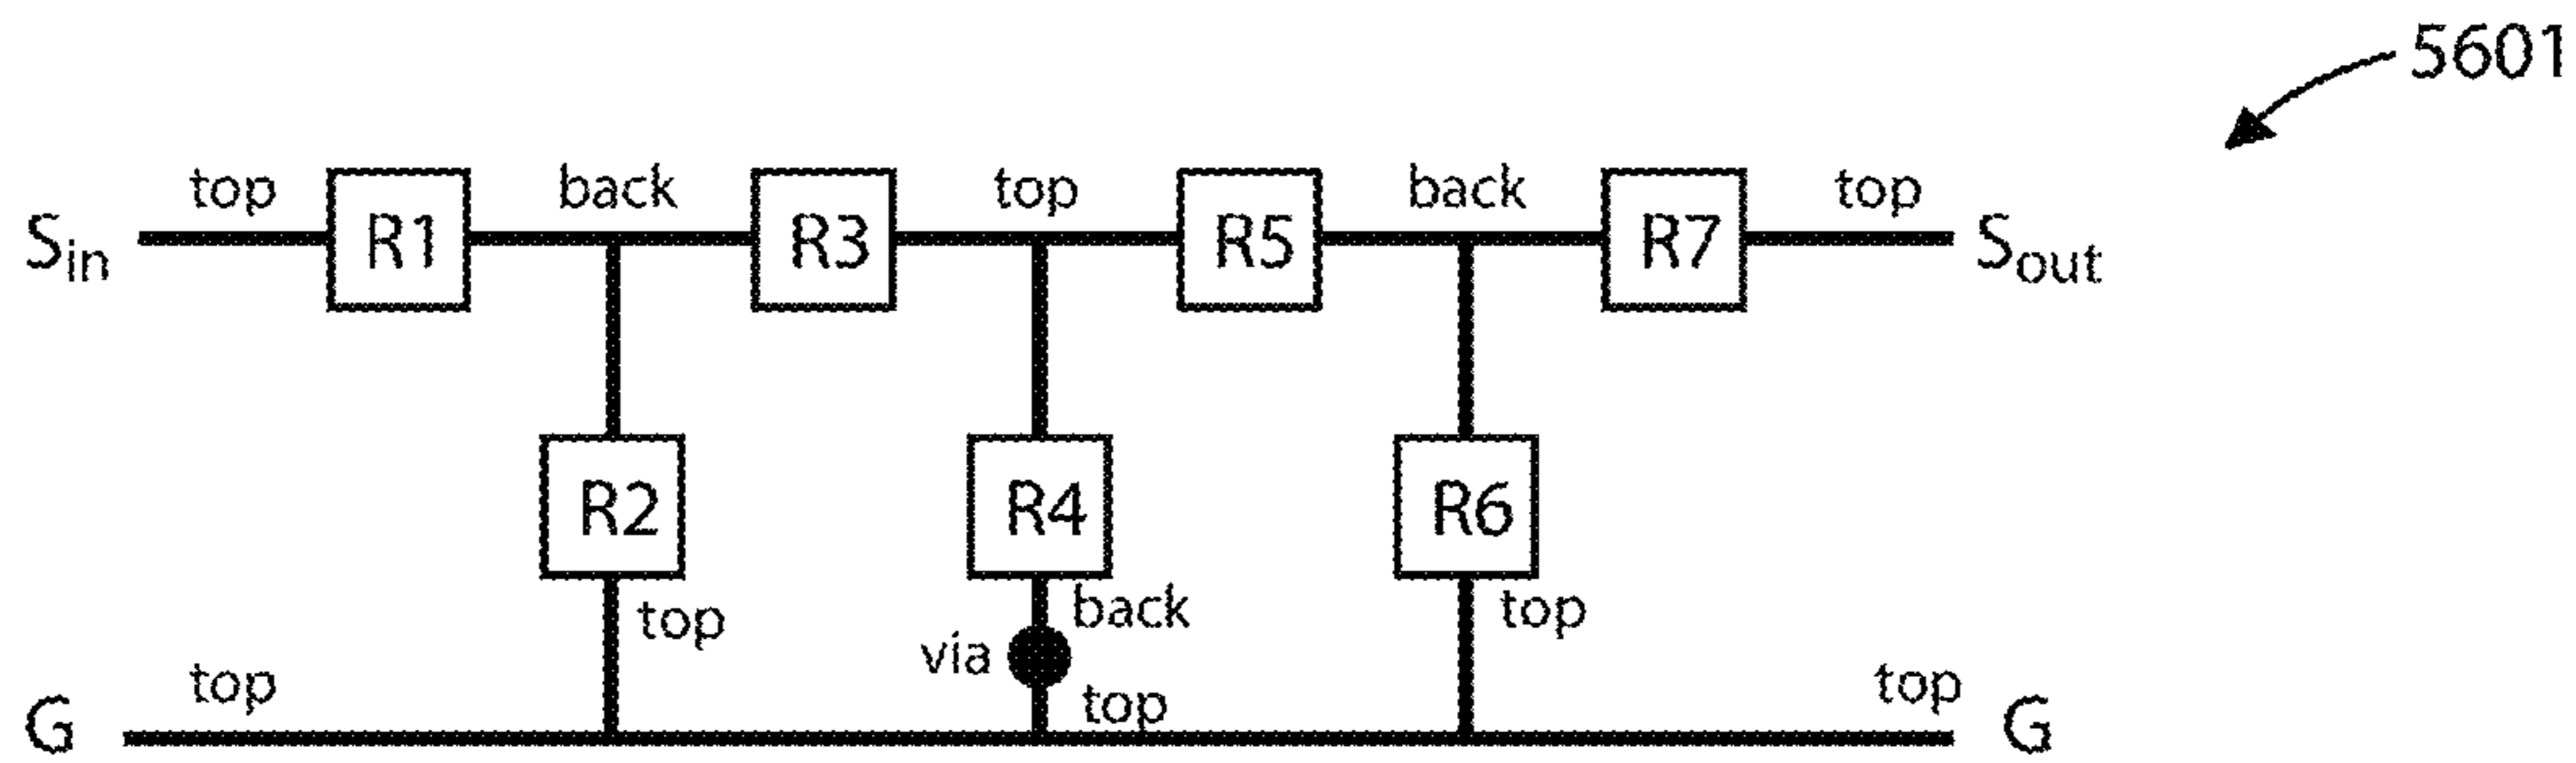 5601
top back top back top
S_in R1 R3 R5 R7 S_out
R2 R4 R6
top via back top
top top top
G G